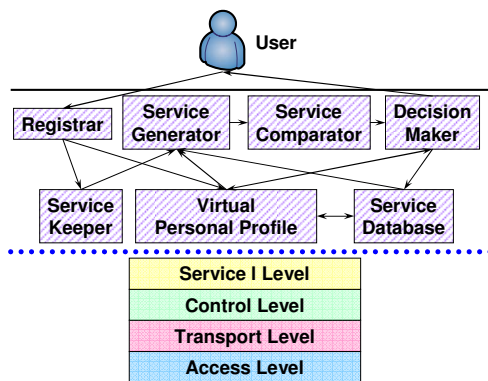 User
Registrar
Service
Generator
Service
Comparator
Decision
Maker
Service
Keeper
Virtual
Personal Profile
Service
Database
Service I Level
Control Level
Transport Level
Access Level